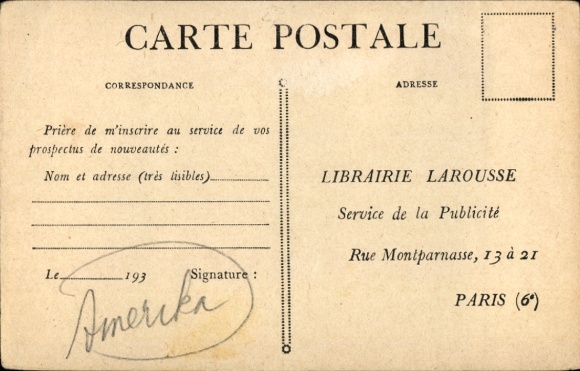 CARTE POSTALE
CORRESPONDANCE
Prière de m'inscrire au service de vos
prospectus de nouveautés :
Nom et adresse (très lisibles)
Le 193 Signature :
Amerika
ADRESSE
LIBRAIRIE LAROUSSE
Service de la Publicité
Rue Montparnasse, 13 à 21
PARIS (6e)